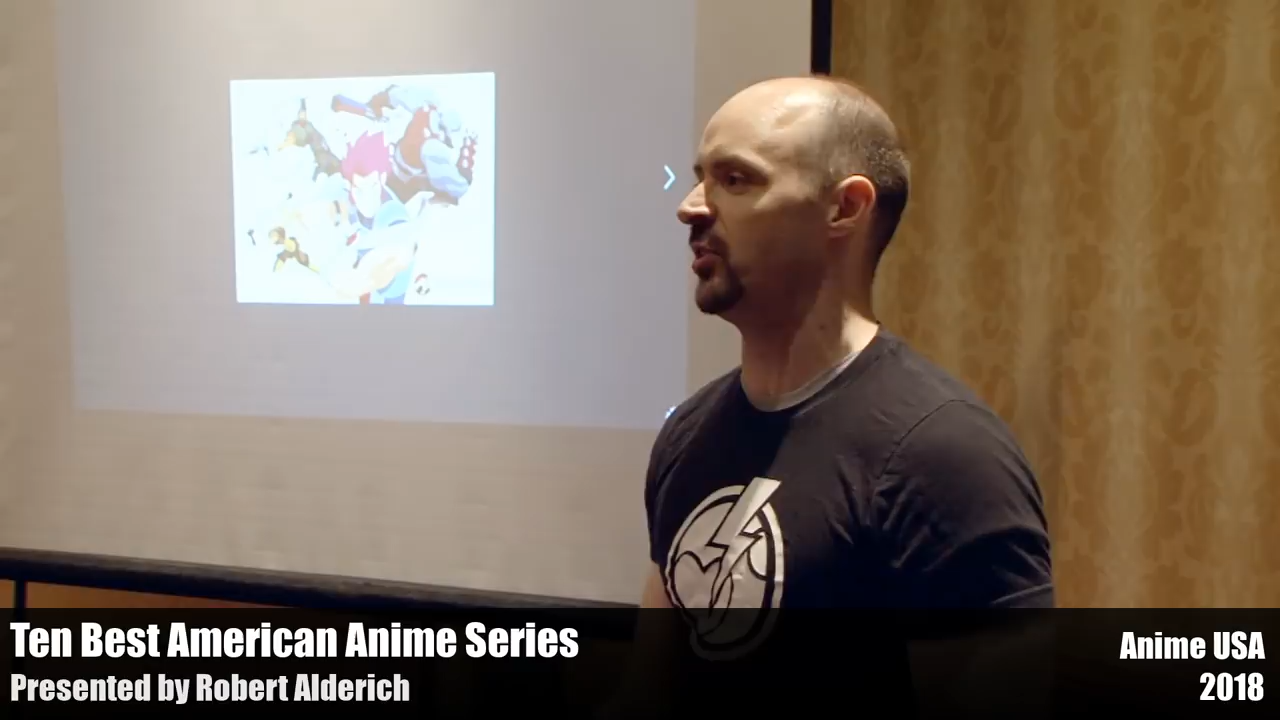 Ten Best American Anime Series
Presented by Robert Alderich
Anime USA
2018